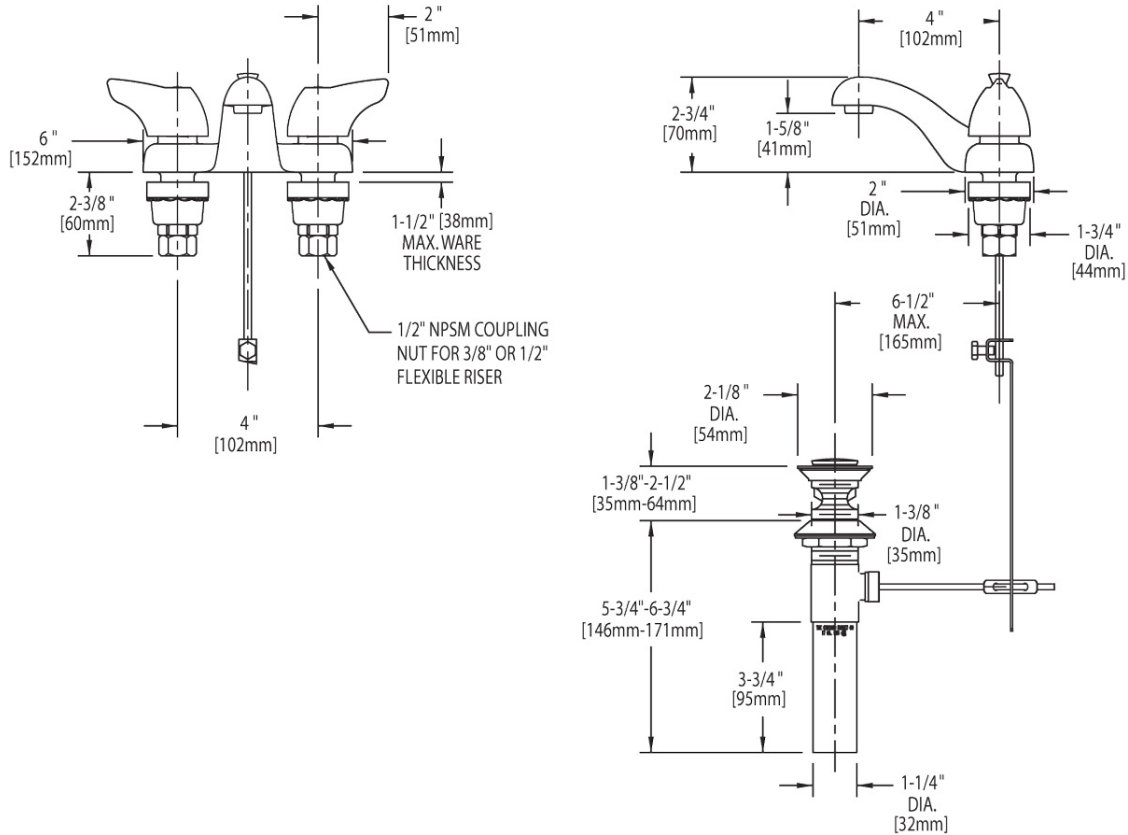 2"
[51mm]
6"
[152mm]
2-3/8"
[60mm]
1-1/2" [38mm]
MAX. WARE
THICKNESS
1/2" NPSM COUPLING
NUT FOR 3/8" OR 1/2"
FLEXIBLE RISER
4"
[102mm]
4"
[102mm]
2-3/4"
[70mm]
1-5/8"
[41mm]
2"
DIA.
[51mm]
1-3/4"
DIA.
[44mm]
6-1/2"
MAX.
[165mm]
2-1/8"
DIA.
[54mm]
1-3/8"-2-1/2"
[35mm-64mm]
1-3/8"
DIA.
[35mm]
5-3/4"-6-3/4"
[146mm-171mm]
3-3/4"
[95mm]
1-1/4"
DIA.
[32mm]